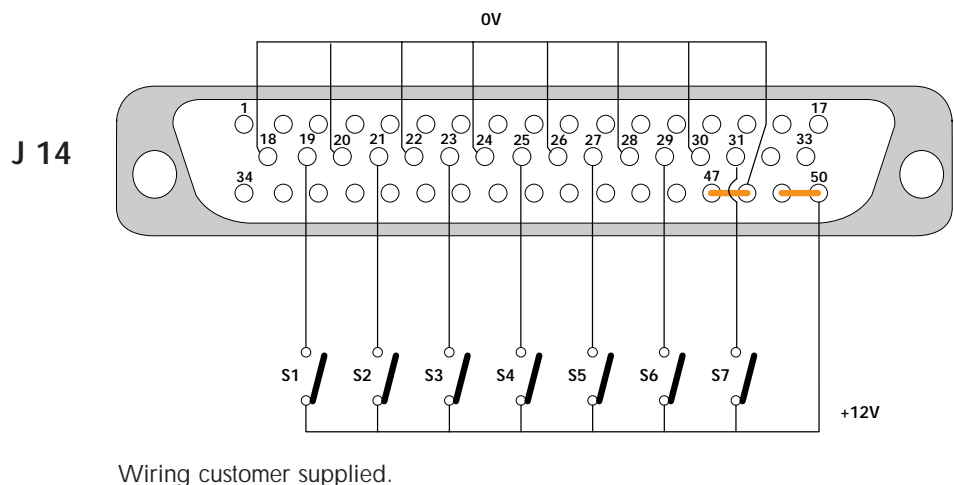 0V
1 17
J 14
18 19 20 21 22 23 24 25 26 27 28 29 30 31 33
34 47 50
S1 S2 S3 S4 S5 S6 S7
+12V
Wiring customer supplied.